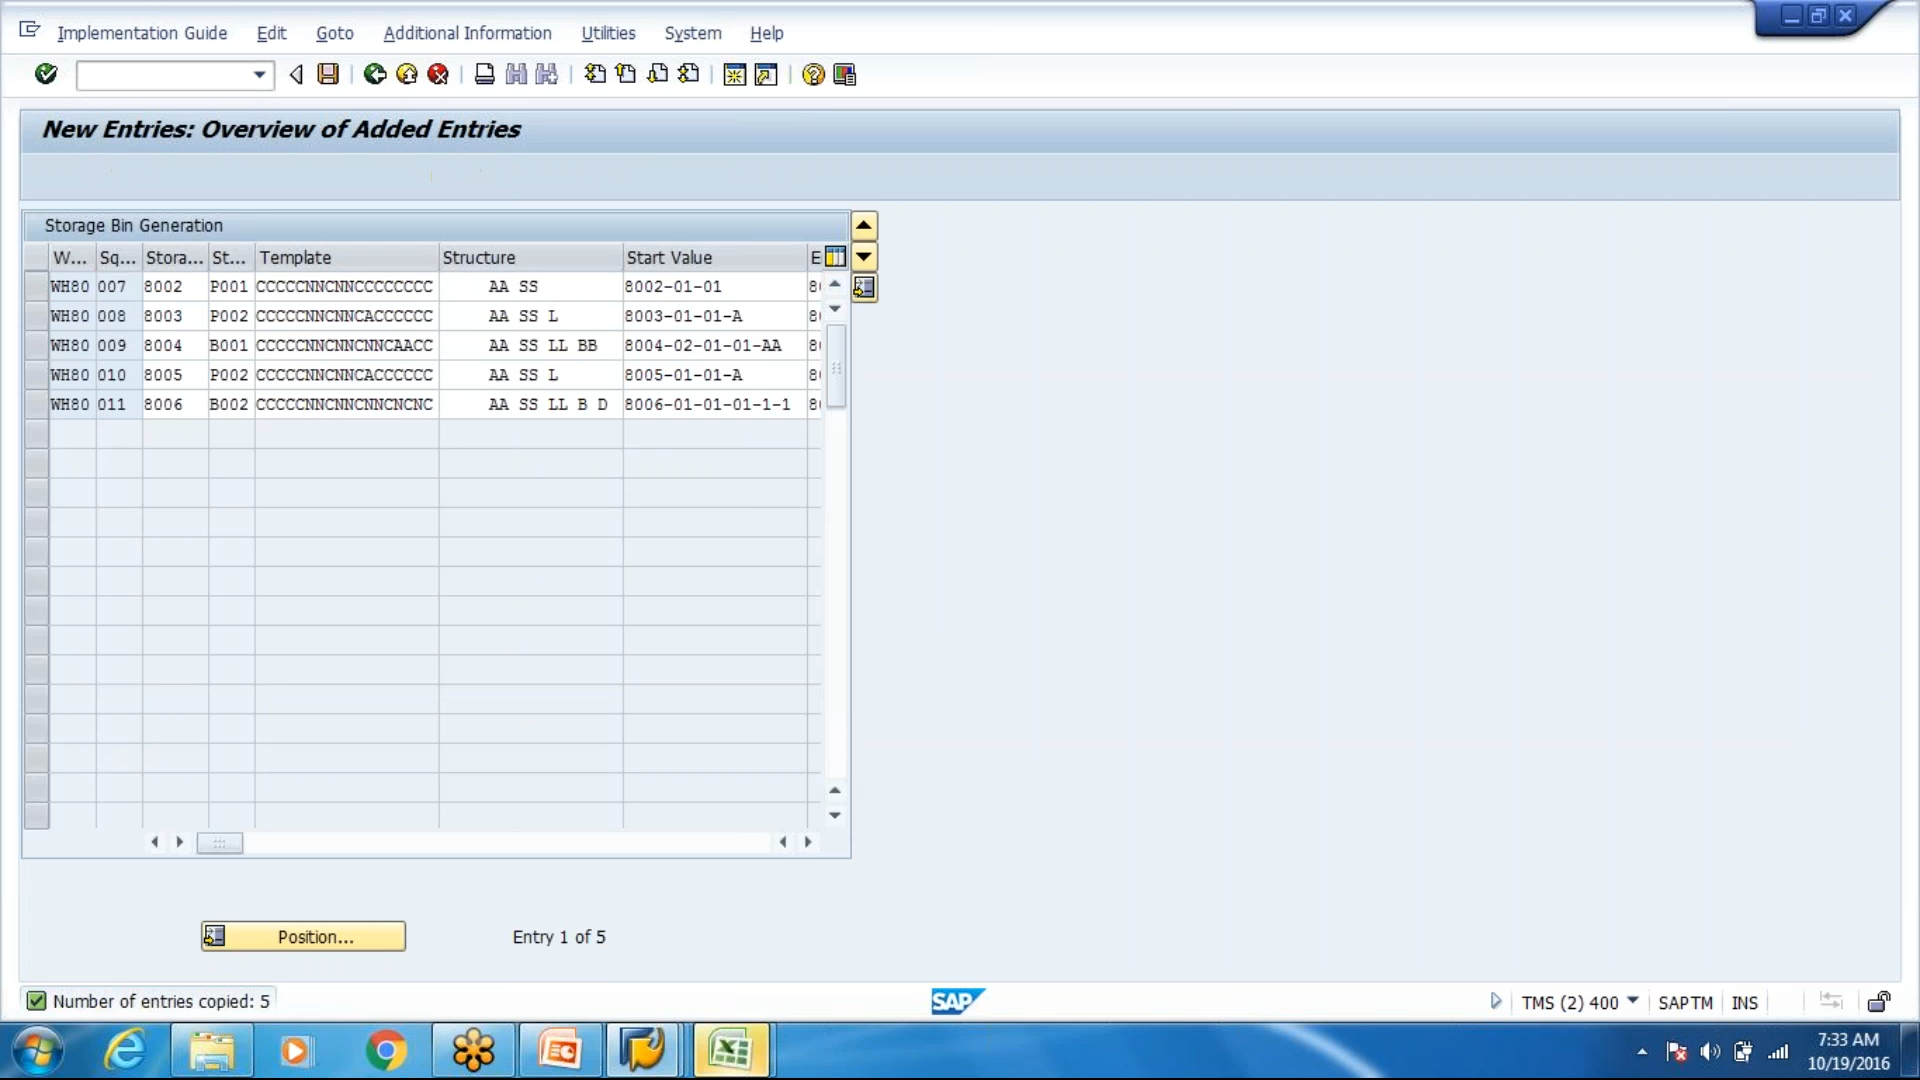 Implementation Guide Edit Goto Additional Information Utilities System Help
New Entries: Overview of Added Entries
Storage Bin Generation
W... Sq... Stora... St... Template Structure Start Value E
WH80 007 8002 P001 CCCCCNNCNNCCCCCCCC AA SS 8002-01-01
WH80 008 8003 P002 CCCCCNNCNNCACCCCCC AA SS L 8003-01-01-A
WH80 009 8004 B001 CCCCCNNCNNCNNCAACC AA SS LL BB 8004-02-01-01-AA
WH80 010 8005 P002 CCCCCNNCNNCACCCCCC AA SS L 8005-01-01-A
WH80 011 8006 B002 CCCCCNNCNNCNNCNCNC AA SS LL B D 8006-01-01-01-1-1
Position... Entry 1 of 5
Number of entries copied: 5 SAP TMS (2) 400 SAPTM INS
7:33 AM
10/19/2016